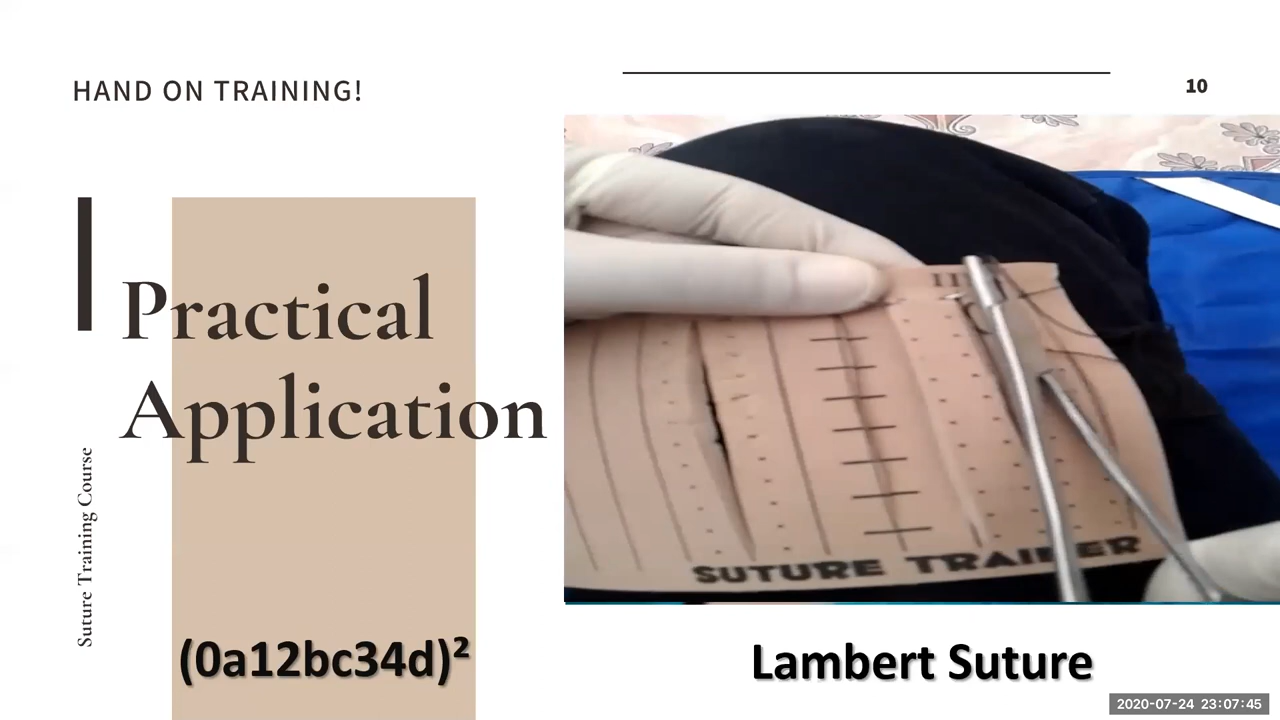 HAND ON TRAINING!
10
Practical
Application
Suture Training Course
SUTURE TRAINER
(0a12bc34d)²
Lambert Suture
2020-07-24 23:07:45